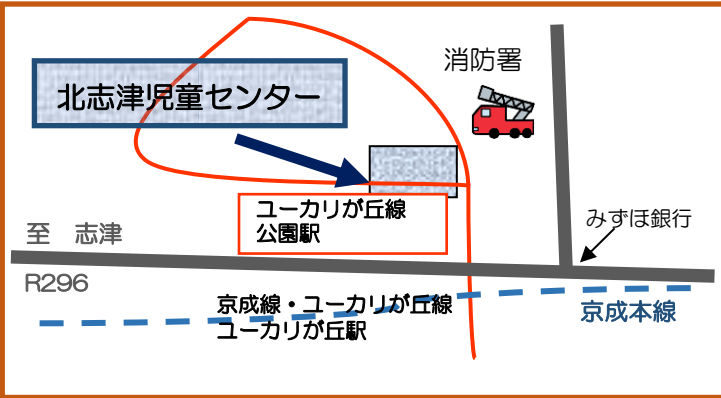 消防署
北志津児童センター
ユーカリが丘線
公園駅
みずほ銀行
至　志津
R296
京成線・ユーカリが丘線
ユーカリが丘駅
京成本線